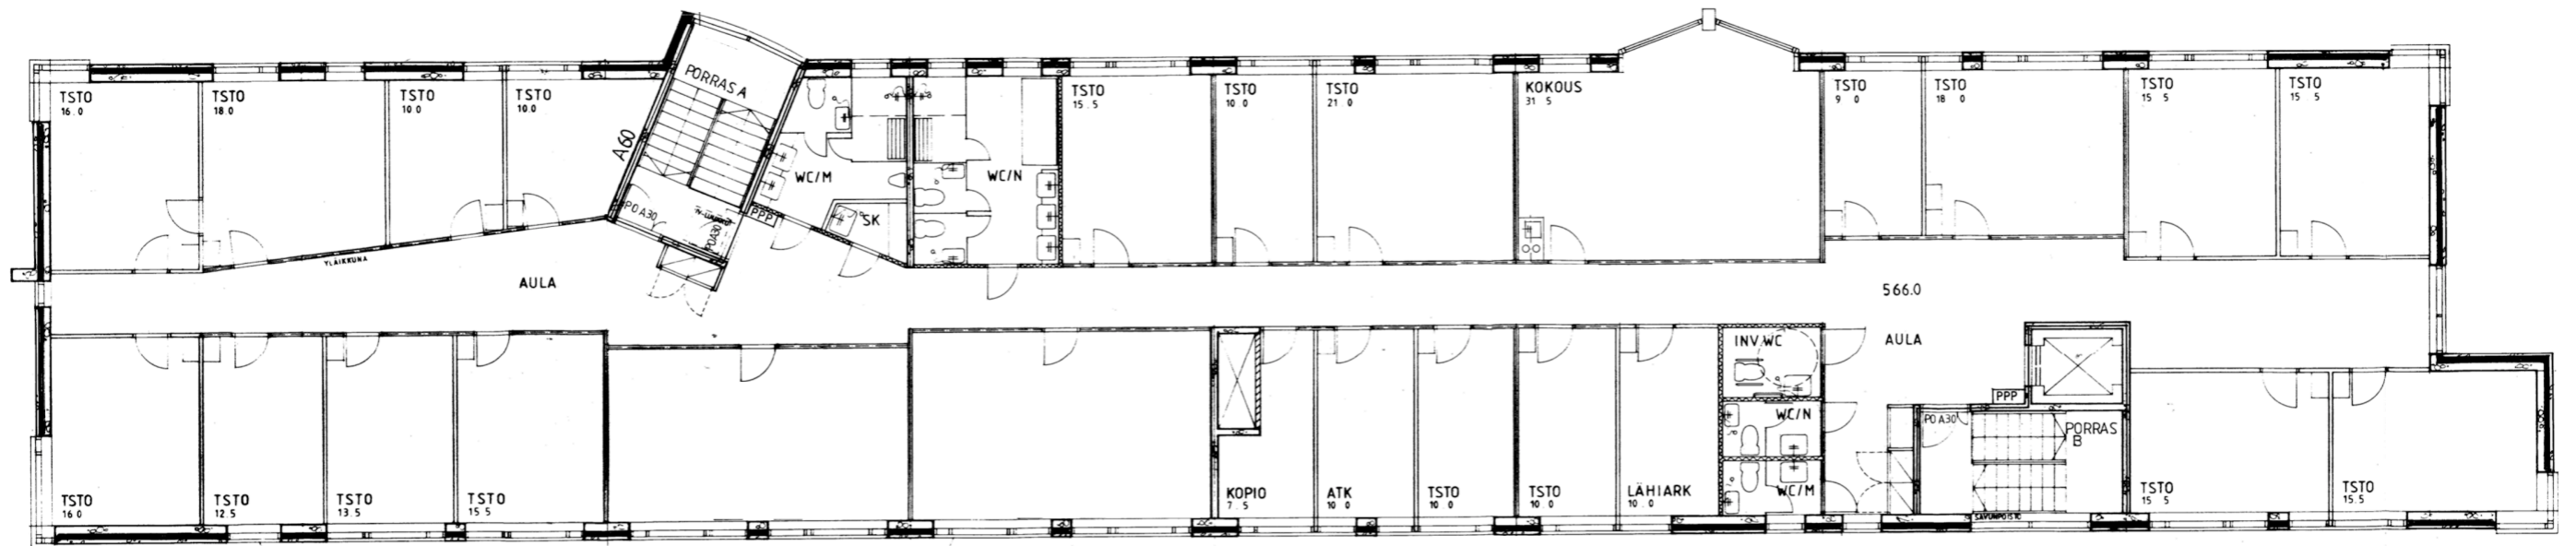 TSTO
16.0
TSTO
18.0
TSTO
10 0
TSTO
10.0
PORRAS A
A60
PO A30
PO A30
PPP
WC/M
SK
WC/N
TSTO
15.5
TSTO
10 0
TSTO
21 0
KOKOUS
31 5
TSTO
9 0
TSTO
18 0
TSTO
15 5
TSTO
15 5
YLÄIKKUNA
AULA
566.0
AULA
INV.WC
WC/N
WC/M
PPP
PO A30
PORRAS
B
SAVUNPOISTO
TSTO
16 0
TSTO
12.5
TSTO
13.5
TSTO
15 5
KOPIO
7.5
ATK
10 0
TSTO
10 0
TSTO
10 0
LÄHIARK
10.0
TSTO
15 5
TSTO
15.5